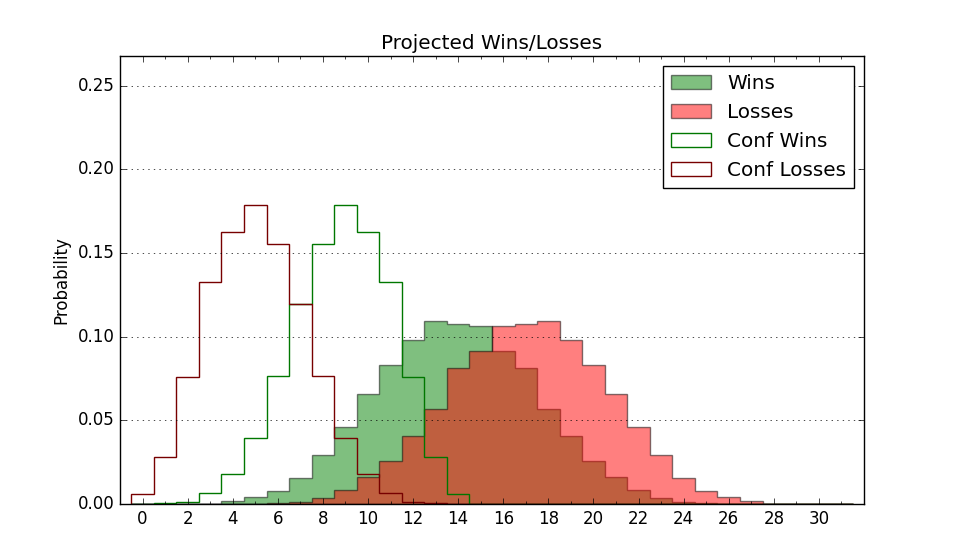 Projected Wins/Losses
Wins
Losses
Conf Wins
Conf Losses
Probability
0.25
0.20
0.15
0.10
0.05
0.00
0 2 4 6 8 10 12 14 16 18 20 22 24 26 28 30